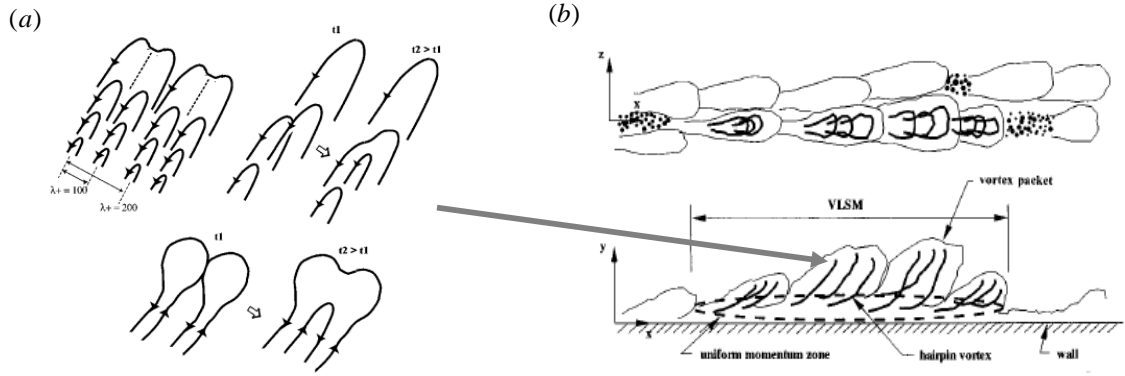 (a)
t1
t2 > t1
λ+ = 100
λ+ = 200
t1
t2 > t1
(b)
z
x
vortex packet
VLSM
y
x
uniform momentum zone
hairpin vortex
wall